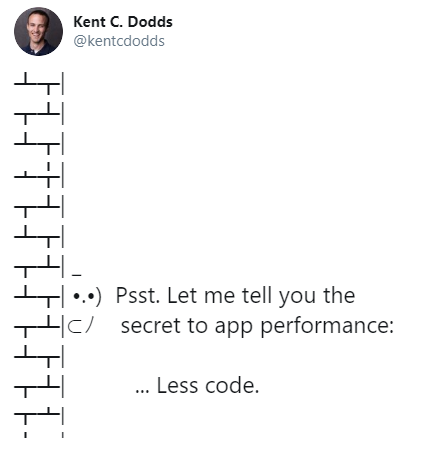 Kent C. Dodds
@kentcdodds
┻┳|
┳┻|
┻┳|
┻┳|
┳┻|
┻┳|
┳┻| _
┻┳| •.•) Psst. Let me tell you the
┳┻|⊂ﾉ secret to app performance:
┻┳|
┳┻| ... Less code.
┳┻|